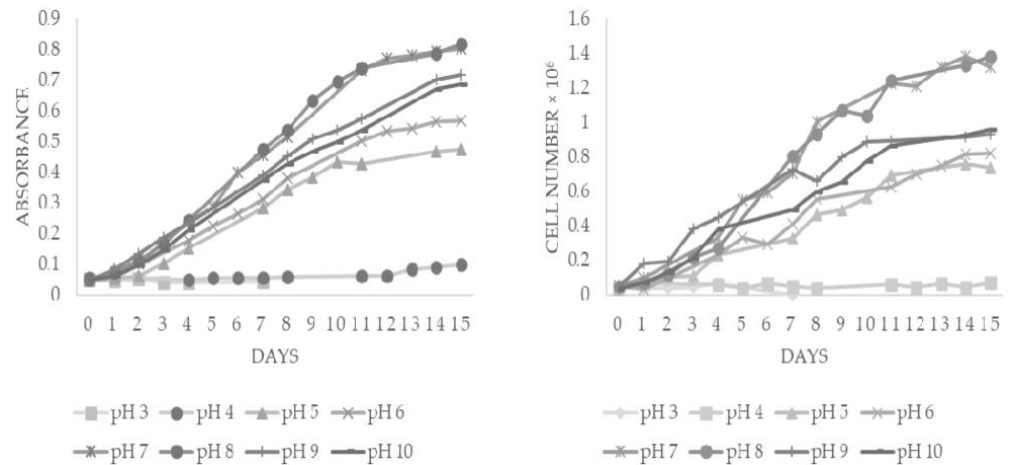 ABSORBANCE
0.9
0.8
0.7
0.6
0.5
0.4
0.3
0.2
0.1
0
0 1 2 3 4 5 6 7 8 9 10 11 12 13 14 15
DAYS
pH 3 pH 4 pH 5 pH 6
pH 7 pH 8 pH 9 pH 10
CELL NUMBER × 10⁶
1.6
1.4
1.2
1
0.8
0.6
0.4
0.2
0
0 1 2 3 4 5 6 7 8 9 10 11 12 13 14 15
DAYS
pH 3 pH 4 pH 5 pH 6
pH 7 pH 8 pH 9 pH 10